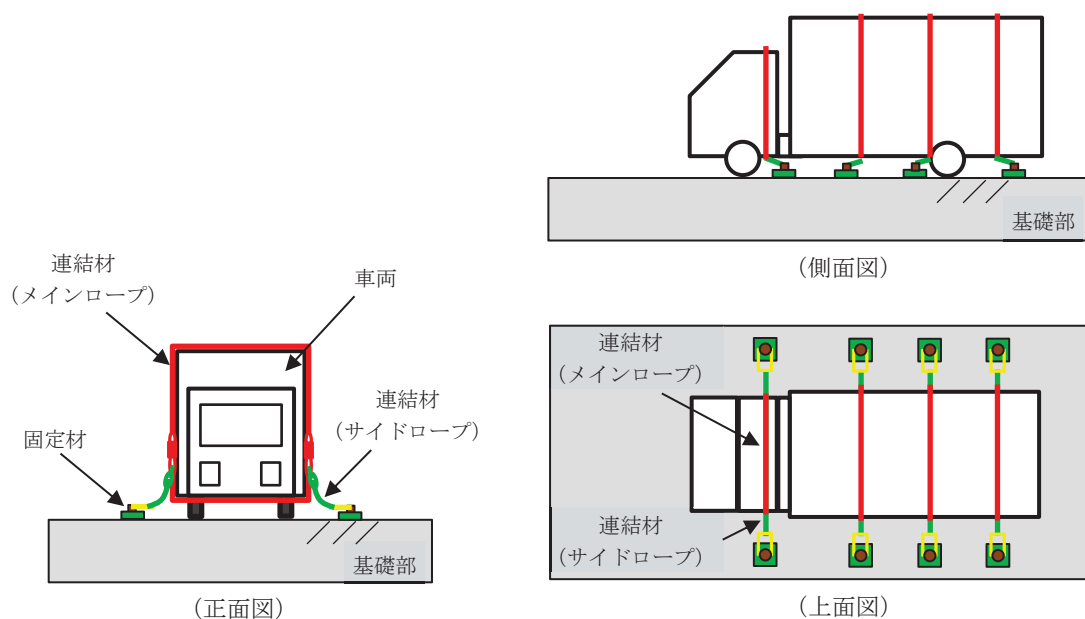 基礎部
（側面図）
連結材
（メインロープ）
車両
連結材
（サイドロープ）
固定材
基礎部
（正面図）
連結材
（メインロープ）
連結材
（サイドロープ）
（上面図）